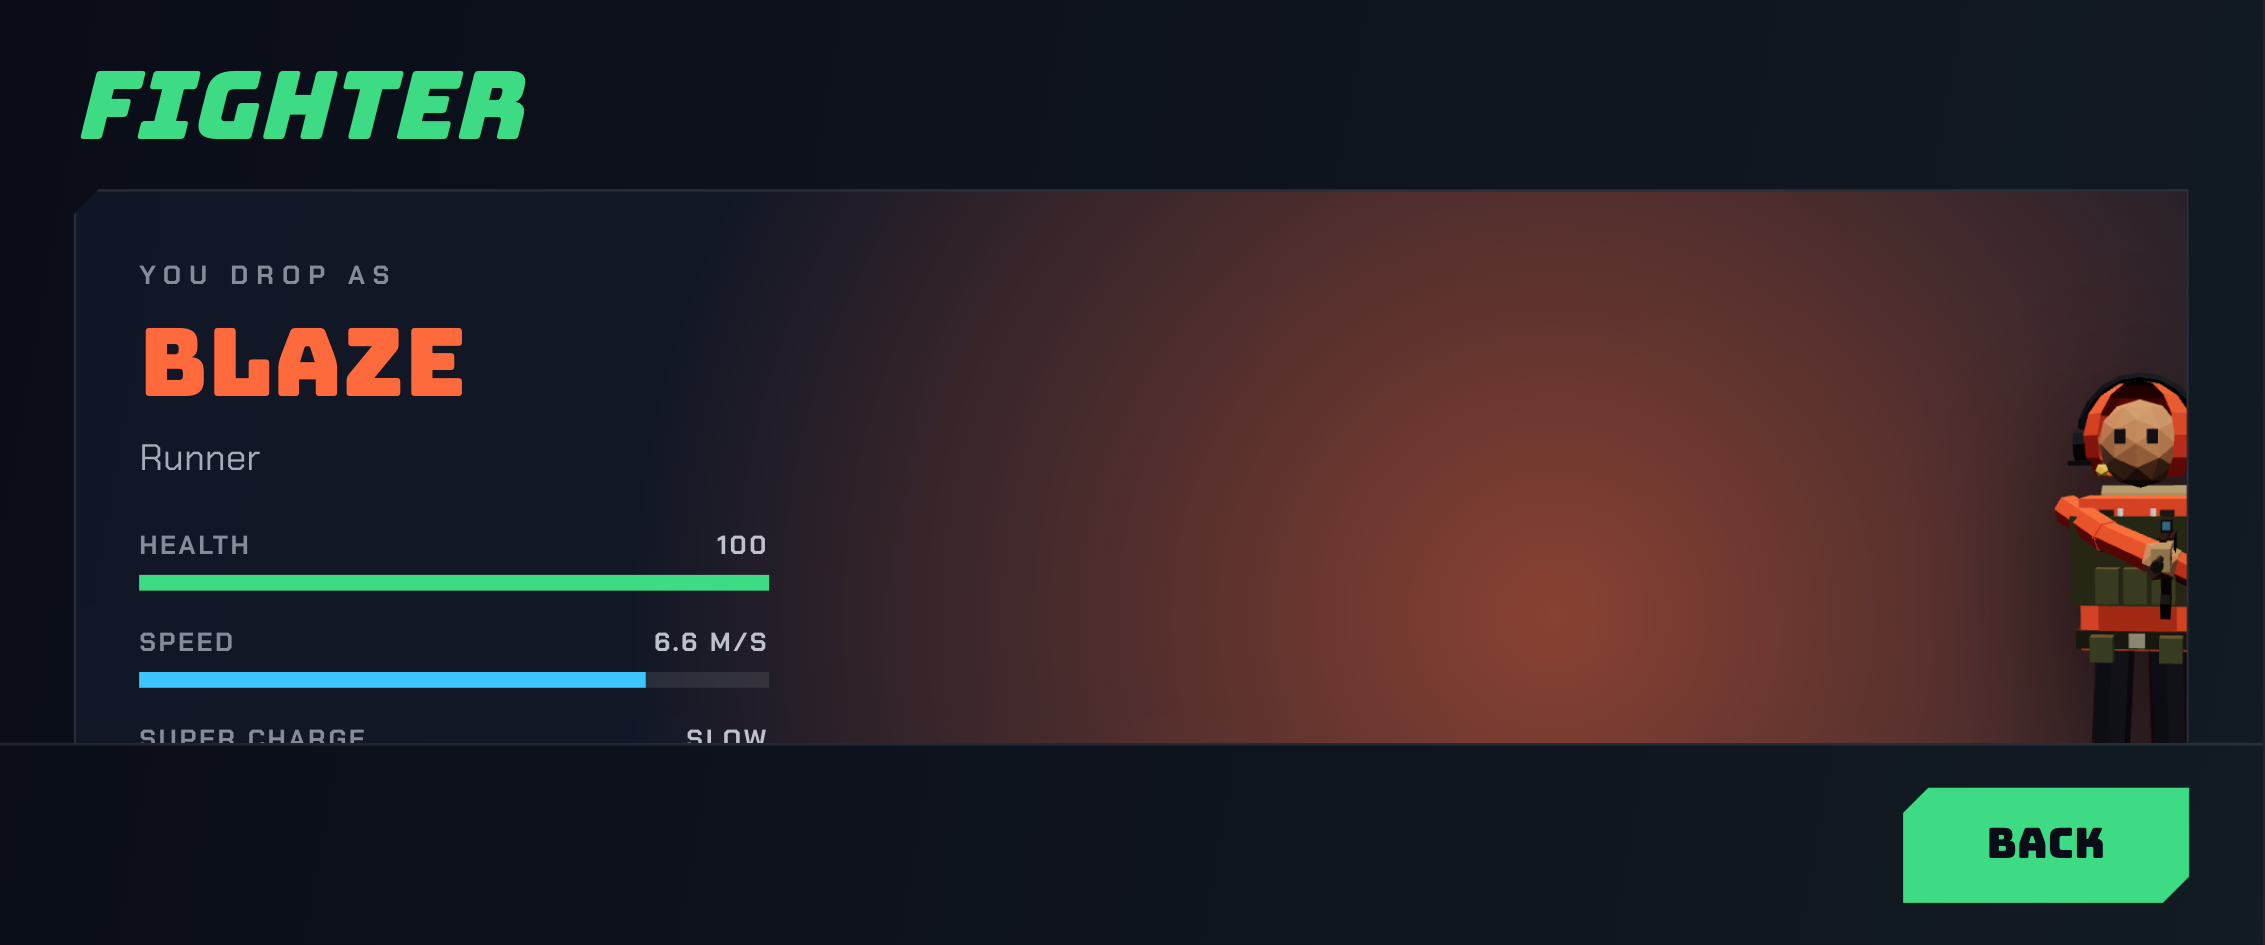 FIGHTER
YOU DROP AS
BLAZE
Runner
HEALTH 100
SPEED 6.6 M/S
SUPER CHARGE SLOW
BACK